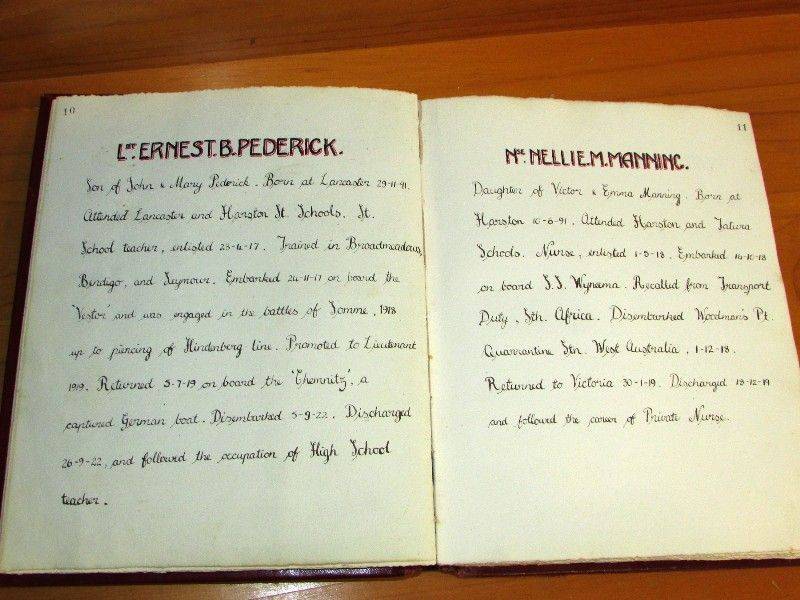 10
LRT. ERNEST. B. PEDERICK.
Son of John & Mary Pederick. Born at Lancaster 29-11-91.
Attended Lancaster and Harston St. Schools. St.
School teacher, enlisted 23-4-17. Trained in Broadmeadows,
Bendigo, and Seymour. Embarked 24-11-17 on board the
'Nestor' and was engaged in the battles of Somme, 1918
up to piercing of Hindenberg line. Promoted to Lieutenant
1919. Returned 5-7-19 on board the 'Chemnitz', a
captured German boat. Disembarked 5-9-22. Discharged
26-9-22, and followed the occupation of High School
teacher.
11
NSE. NELLIE. M. MANNING.
Daughter of Victor & Emma Manning. Born at
Harston 10-6-91. Attended Harston and Tatura
Schools. Nurse, enlisted 1-5-18. Embarked 14-10-18
on board S.S. Wyreema. Recalled from Transport
Duty, Sth. Africa. Disembarked Woodman's Pt.
Quarrantine Stn. West Australia, 1-12-18.
Returned to Victoria 30-1-19. Discharged 18-12-19
and followed the career of Private Nurse.